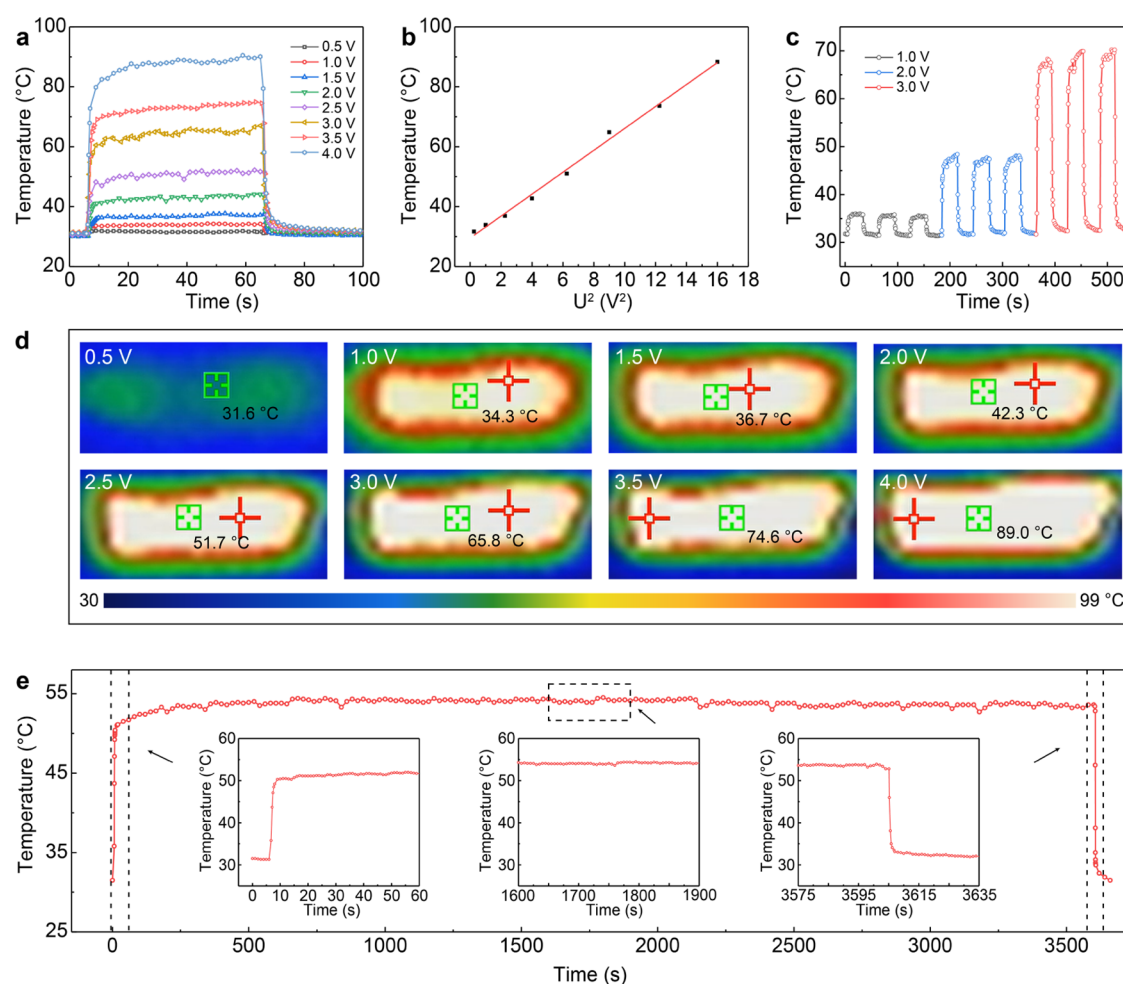 a
Temperature (°C)
100
80
60
40
20
0 20 40 60 80 100
Time (s)
0.5 V
1.0 V
1.5 V
2.0 V
2.5 V
3.0 V
3.5 V
4.0 V
b
Temperature (°C)
100
80
60
40
20
0 2 4 6 8 10 12 14 16 18
U² (V²)
c
Temperature (°C)
70
60
50
40
30
0 100 200 300 400 500
Time (s)
1.0 V
2.0 V
3.0 V
d
0.5 V
31.6 °C
1.0 V
34.3 °C
1.5 V
36.7 °C
2.0 V
42.3 °C
2.5 V
51.7 °C
3.0 V
65.8 °C
3.5 V
74.6 °C
4.0 V
89.0 °C
30
99 °C
e
Temperature (°C)
55
45
35
25
0 500 1000 1500 2000 2500 3000 3500
Time (s)
Temperature (°C)
60
50
40
30
0 10 20 30 40 50 60
Time (s)
Temperature (°C)
60
50
40
30
1600 1700 1800 1900
Time (s)
Temperature (°C)
60
50
40
30
3575 3595 3615 3635
Time (s)